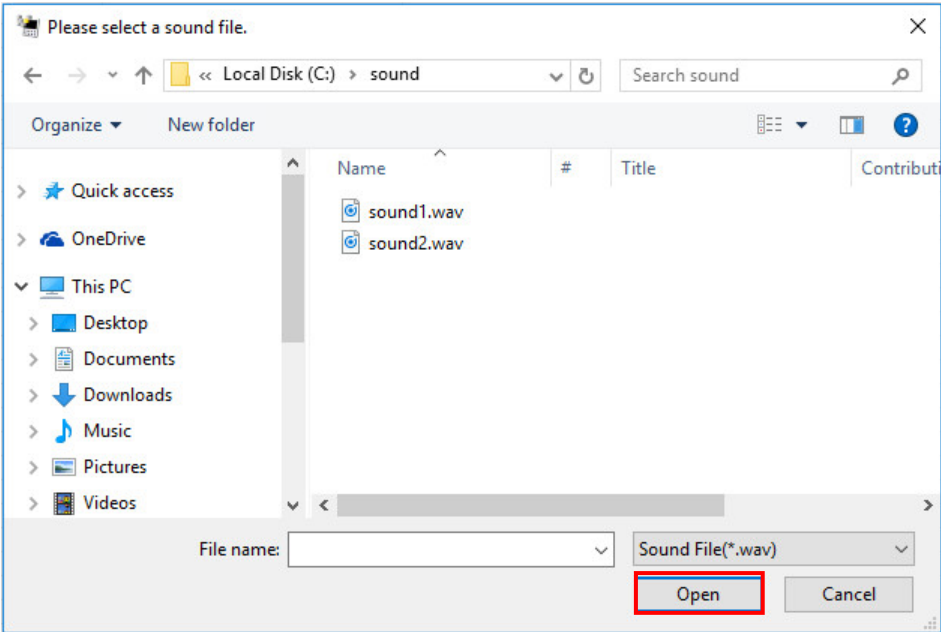 Please select a sound file.
« Local Disk (C:) > sound
Search sound
Organize
New folder
?
Name
#
Title
Contributi
Quick access
OneDrive
This PC
Desktop
Documents
Downloads
Music
Pictures
Videos
sound1.wav
sound2.wav
File name:
Sound File(*.wav)
Open
Cancel